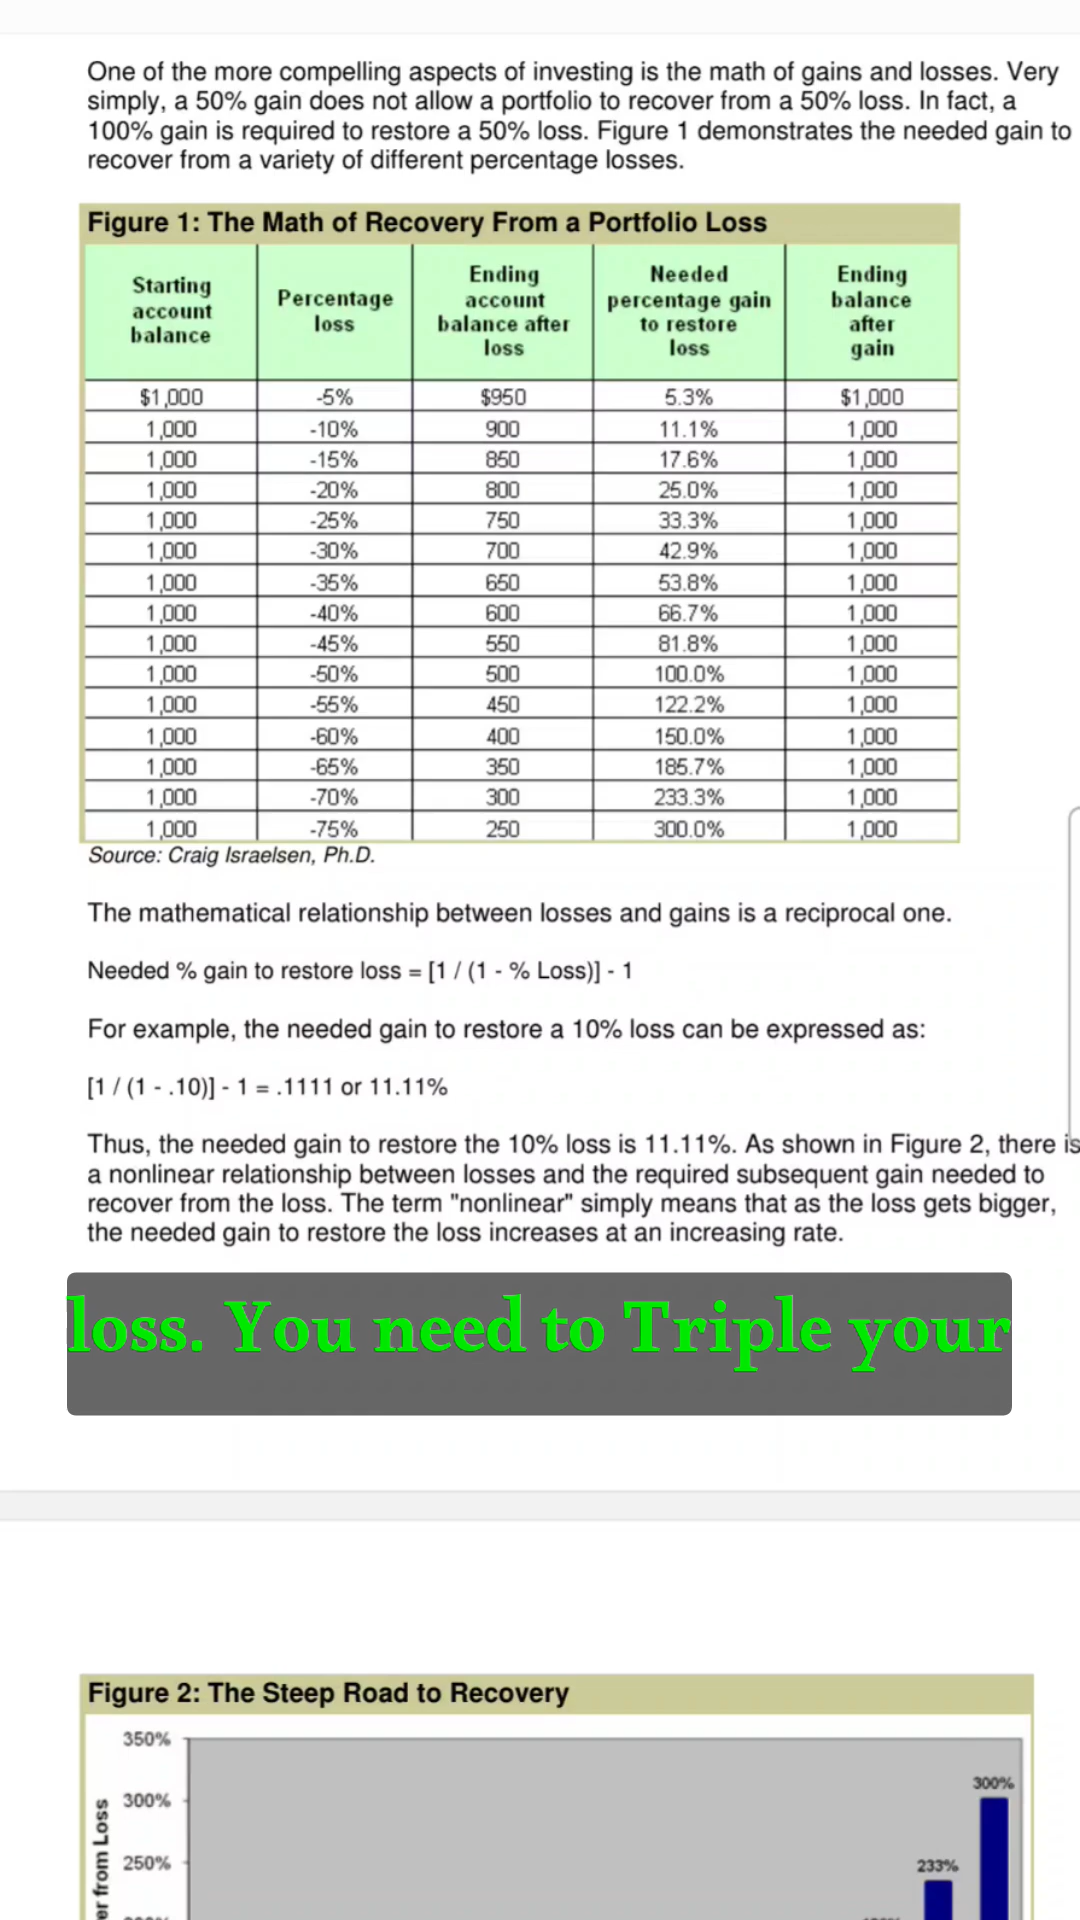 One of the more compelling aspects of investing is the math of gains and losses. Very
simply, a 50% gain does not allow a portfolio to recover from a 50% loss. In fact, a
100% gain is required to restore a 50% loss. Figure 1 demonstrates the needed gain to
recover from a variety of different percentage losses.
Figure 1: The Math of Recovery From a Portfolio Loss
Starting account balance | Percentage loss | Ending account balance after loss | Needed percentage gain to restore loss | Ending balance after gain
$1,000 -5% $950 5.3% $1,000
1,000 -10% 900 11.1% 1,000
1,000 -15% 850 17.6% 1,000
1,000 -20% 800 25.0% 1,000
1,000 -25% 750 33.3% 1,000
1,000 -30% 700 42.9% 1,000
1,000 -35% 650 53.8% 1,000
1,000 -40% 600 66.7% 1,000
1,000 -45% 550 81.8% 1,000
1,000 -50% 500 100.0% 1,000
1,000 -55% 450 122.2% 1,000
1,000 -60% 400 150.0% 1,000
1,000 -65% 350 185.7% 1,000
1,000 -70% 300 233.3% 1,000
1,000 -75% 250 300.0% 1,000
Source: Craig Israelsen, Ph.D.
The mathematical relationship between losses and gains is a reciprocal one.
Needed % gain to restore loss = [1 / (1 - % Loss)] - 1
For example, the needed gain to restore a 10% loss can be expressed as:
[1 / (1 - .10)] - 1 = .1111 or 11.11%
Thus, the needed gain to restore the 10% loss is 11.11%. As shown in Figure 2, there is
a nonlinear relationship between losses and the required subsequent gain needed to
recover from the loss. The term "nonlinear" simply means that as the loss gets bigger,
the needed gain to restore the loss increases at an increasing rate.
loss. You need to Triple your
Figure 2: The Steep Road to Recovery
350%
300%
300%
250%
233%
from Loss